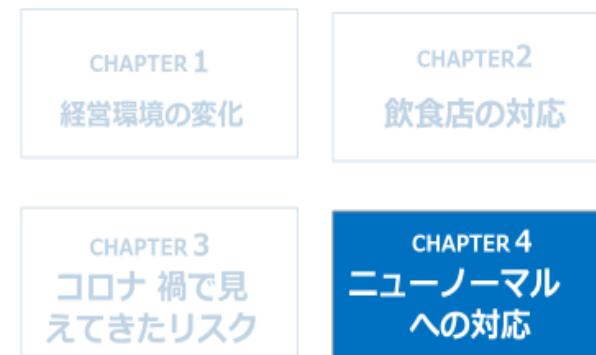 CHAPTER 1
経営環境の変化
CHAPTER2
飲食店の対応
CHAPTER 3
コロナ 禍で見
えてきたリスク
CHAPTER 4
ニューノーマル
への対応